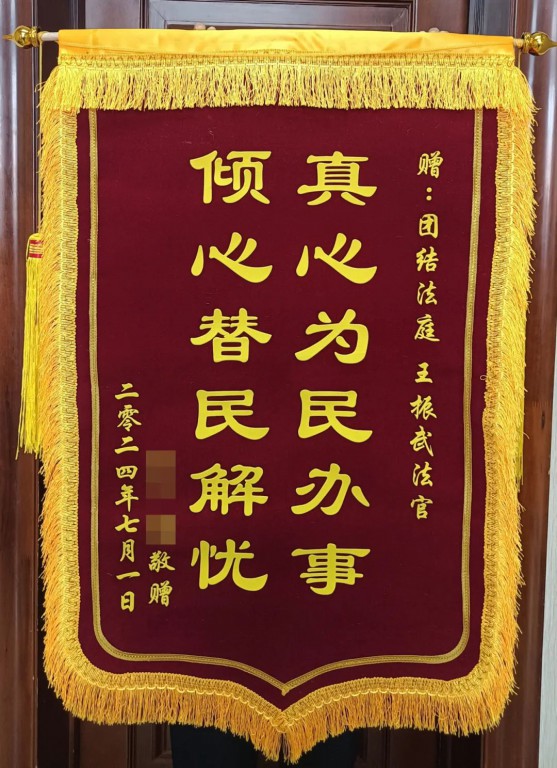 赠：团结法庭 王振武法官
真心为民办事
倾心替民解忧
敬赠
二零二四年七月一日